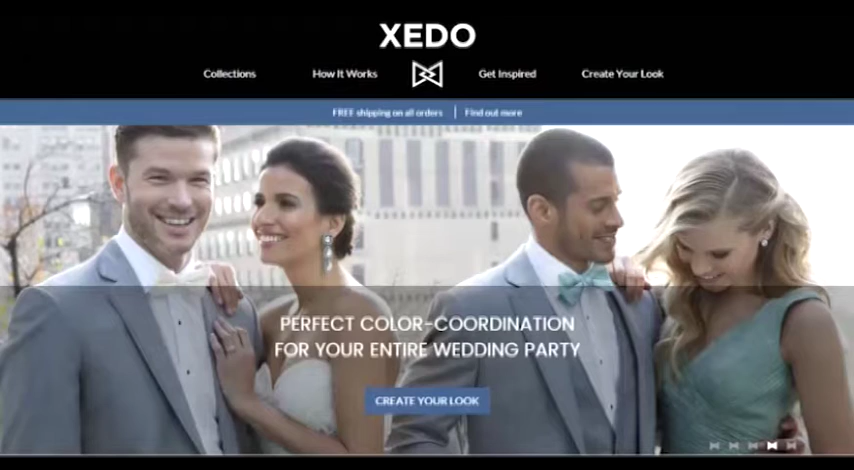 XEDO
Collections How It Works Get Inspired Create Your Look
FREE shipping on all orders | Find out more
PERFECT COLOR-COORDINATION
FOR YOUR ENTIRE WEDDING PARTY
CREATE YOUR LOOK